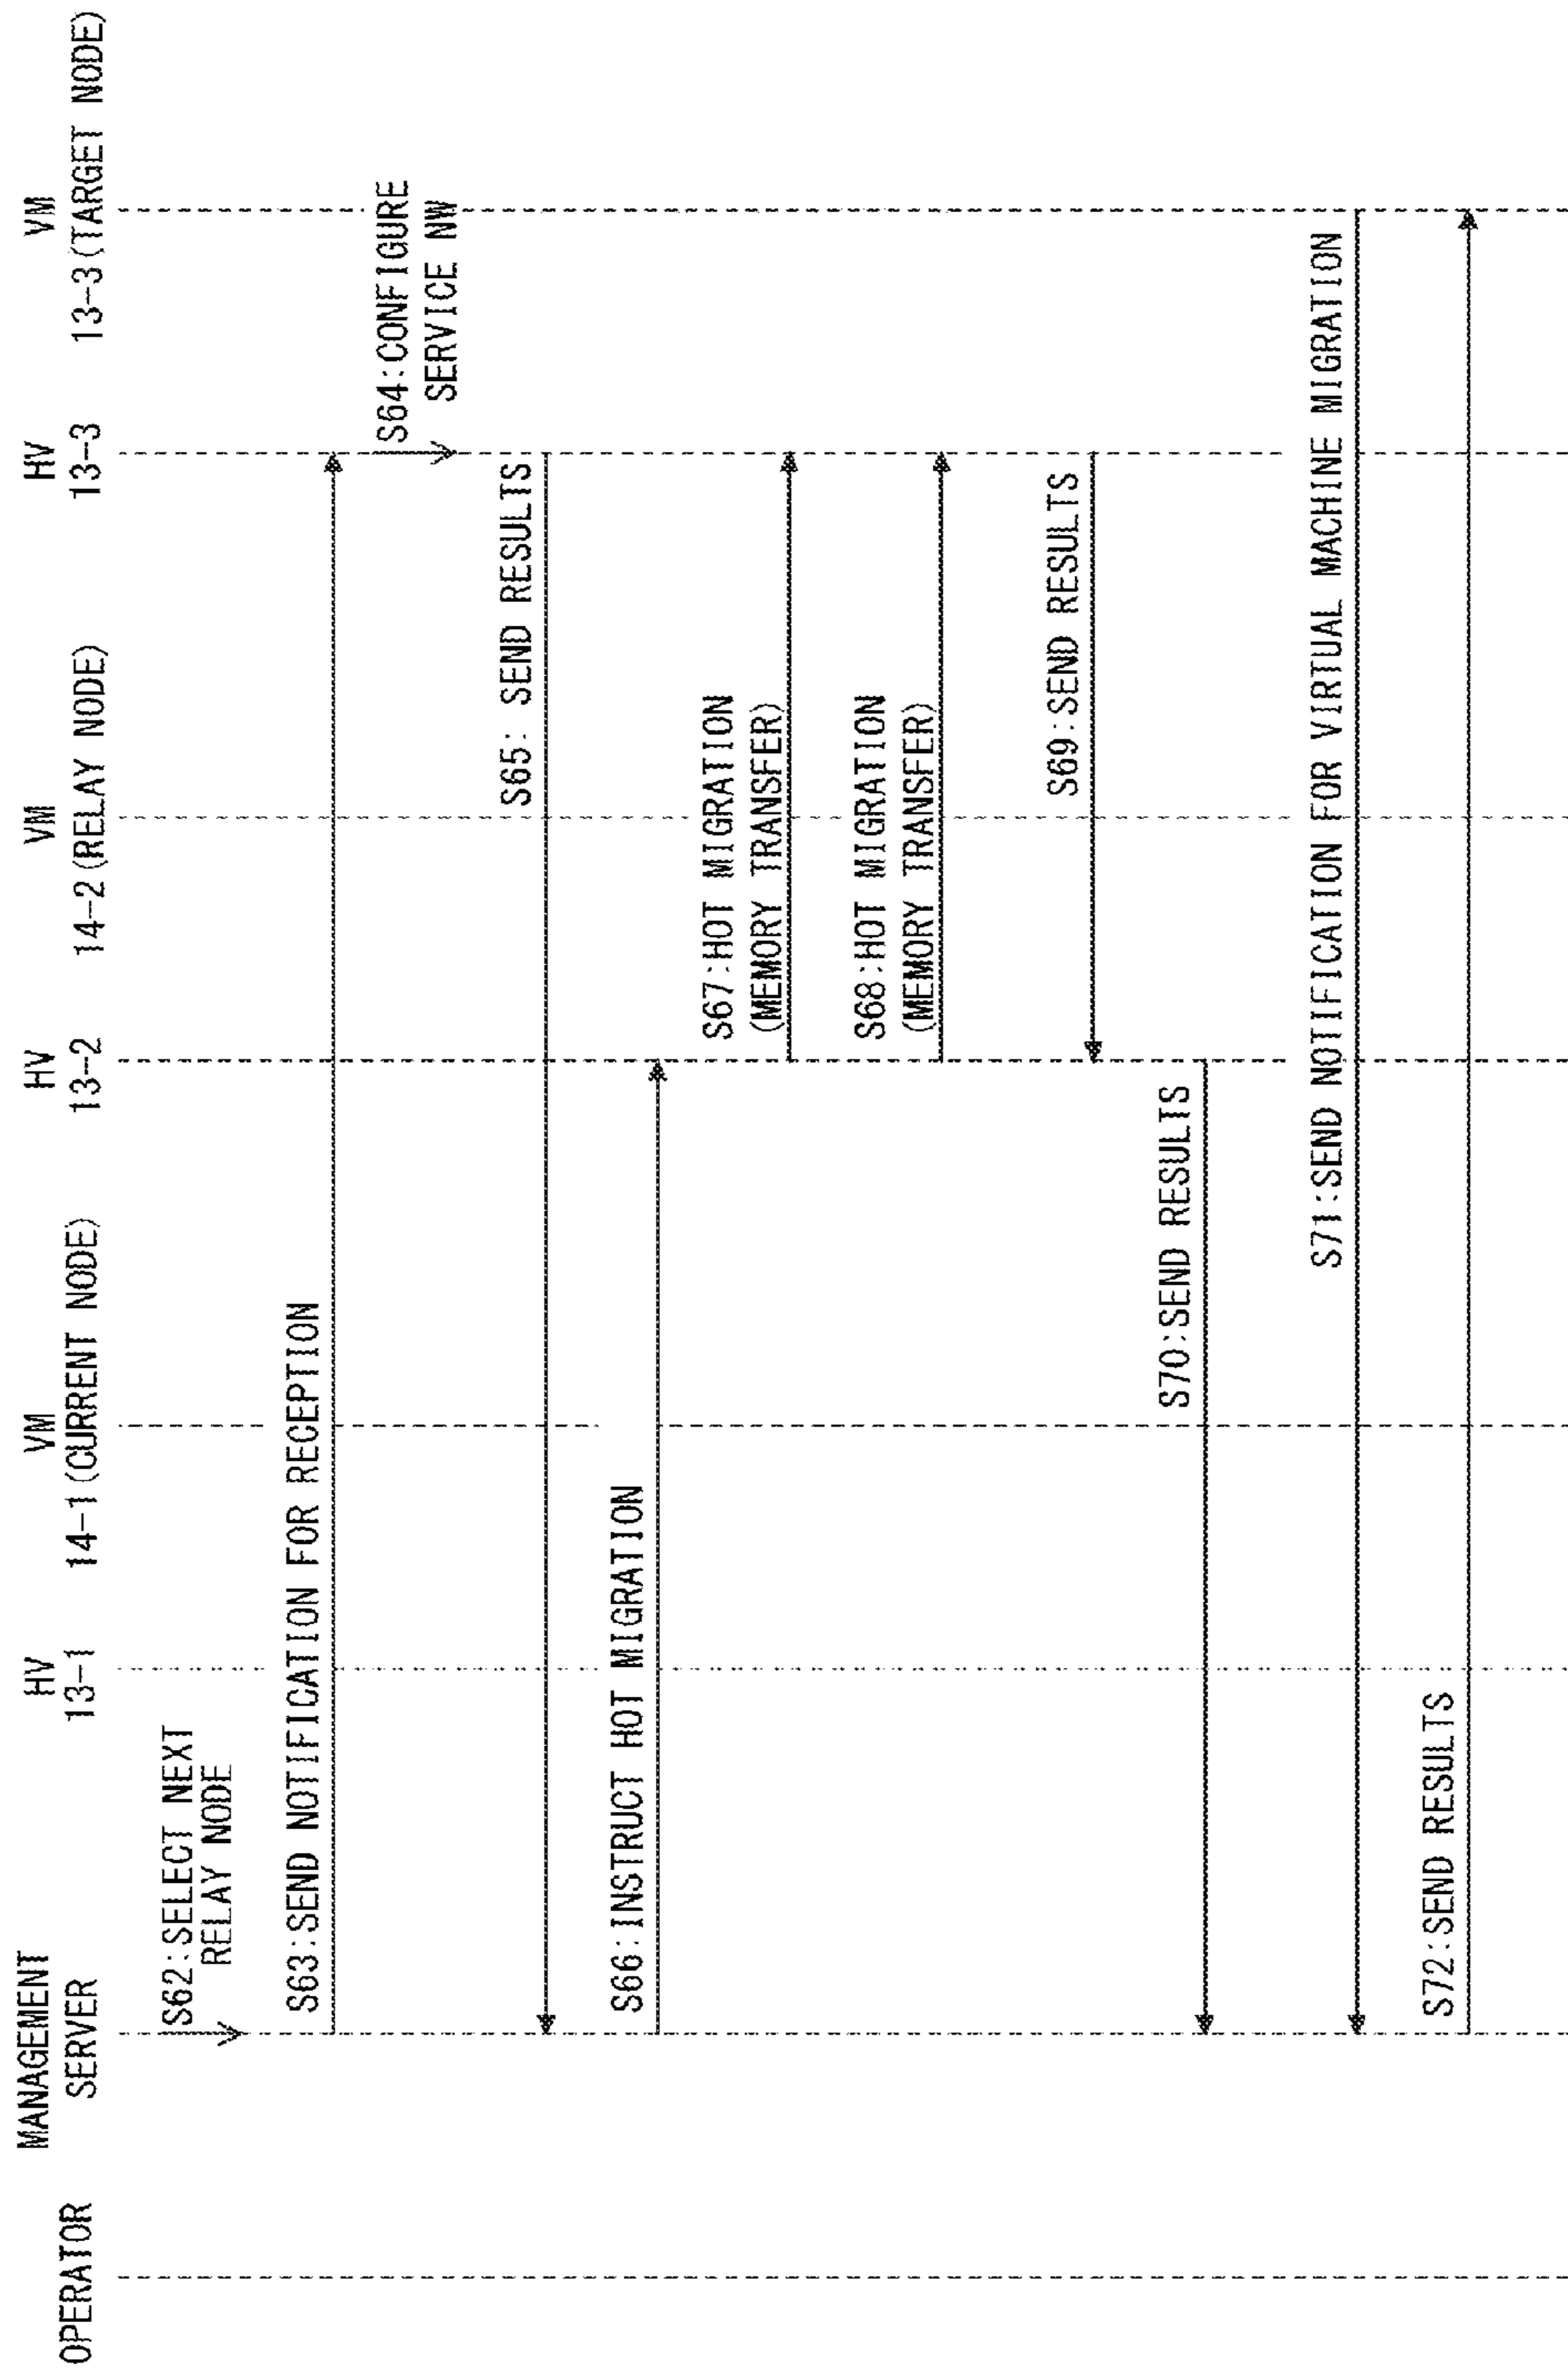 OPERATOR
MANAGEMENT
SERVER
HV
13-1
VM
14-1(CURRENT NODE)
HV
13-2
VM
14-2(RELAY NODE)
HV
13-3
VM
13-3(TARGET NODE)
S62:SELECT NEXT
RELAY NODE
S63:SEND NOTIFICATION FOR RECEPTION
S64:CONFIGURE
SERVICE NW
S65: SEND RESULTS
S66:INSTRUCT HOT MIGRATION
S67:HOT MIGRATION
(MEMORY TRANSFER)
S68:HOT MIGRATION
(MEMORY TRANSFER)
S69:SEND RESULTS
S70:SEND RESULTS
S71:SEND NOTIFICATION FOR VIRTUAL MACHINE MIGRATION
S72:SEND RESULTS